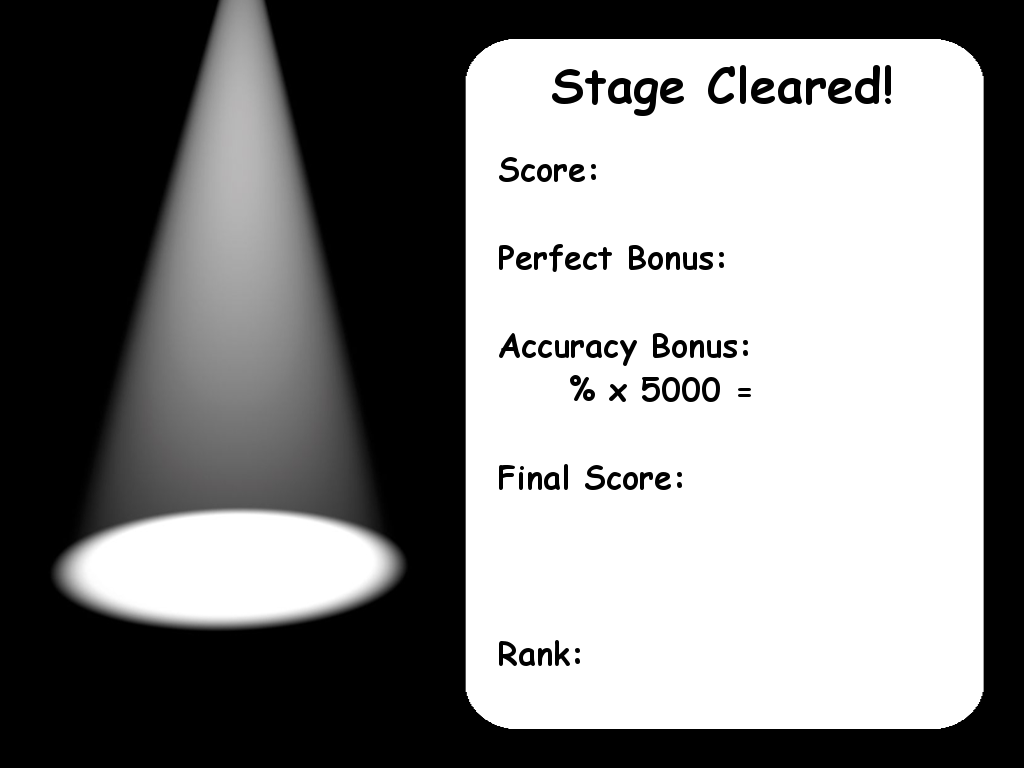 Stage Cleared!
Score:
Perfect Bonus:
Accuracy Bonus:
% x 5000 =
Final Score:
Rank: